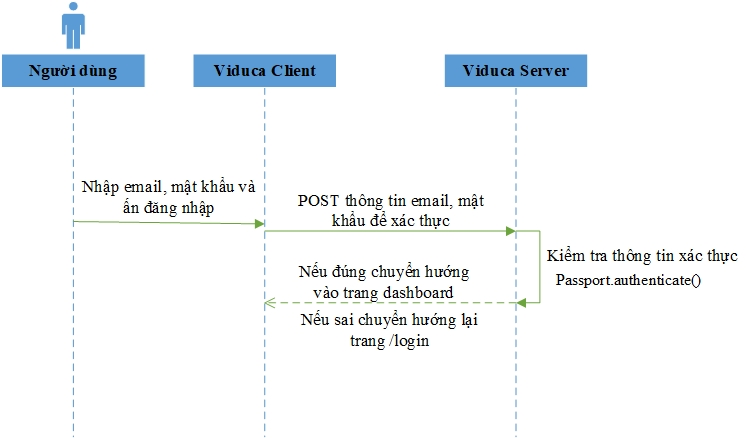 Người dùng
Viduca Client
Viduca Server
Nhập email, mật khẩu và
ấn đăng nhập
POST thông tin email, mật
khẩu để xác thực
Kiểm tra thông tin xác thực
Passport.authenticate()
Nếu đúng chuyển hướng
vào trang dashboard
Nếu sai chuyển hướng lại
trang /login